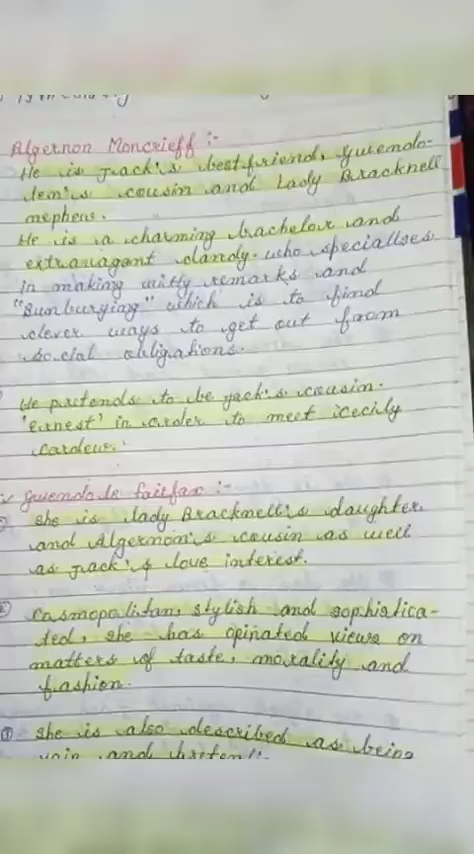 Algernon Moncrieff :-
He is Jack's best friend, Guendo-
len's cousin and Lady Bracknell
nephew.
He is a charming bachelor and
extravagant dandy. who specialises
in making witty remarks and
"Bunburying" which is to find
clever ways to get out from
social obligations.
He pretends to be Jack's cousin.
'Ernest' in order to meet Cecily
Cardew.
Guendole fairfax :-
She is lady Bracknell's daughter
and Algernon's cousin as well
as Jack's love interest.
Cosmopolitan, stylish and sophistica-
ted, she has opinated views on
matters of taste, morality and
fashion.
She is also described as being
vain and